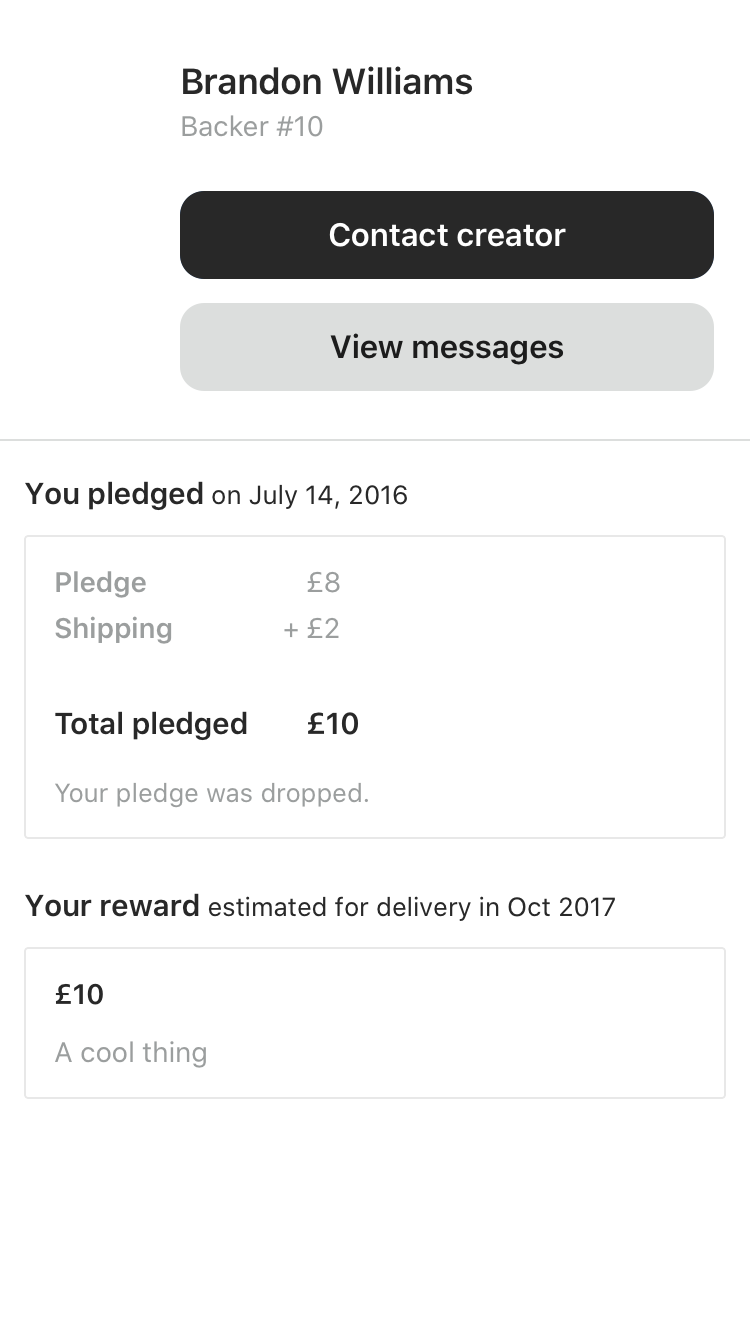 Brandon Williams
Backer #10
Contact creator
View messages
You pledged on July 14, 2016
Pledge £8
Shipping + £2
Total pledged £10
Your pledge was dropped.
Your reward estimated for delivery in Oct 2017
£10
A cool thing